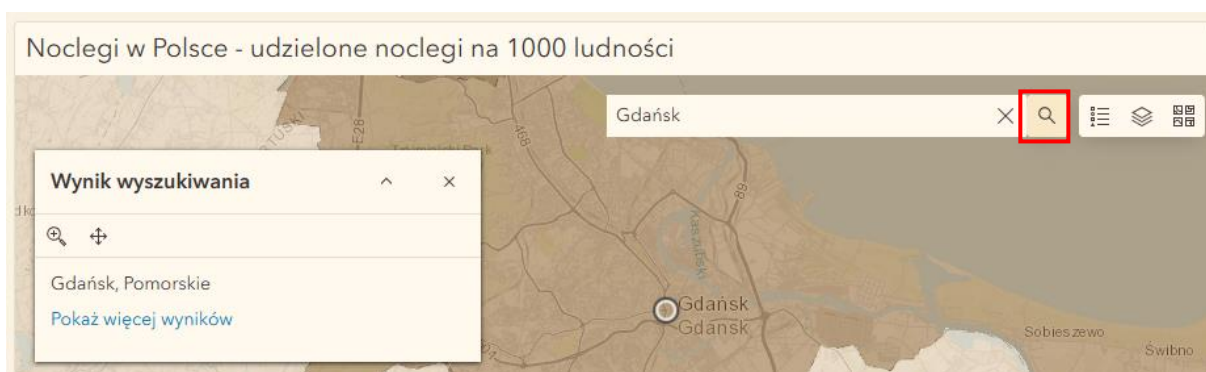 Noclegi w Polsce - udzielone noclegi na 1000 ludności
Gdańsk
Wynik wyszukiwania
Gdańsk, Pomorskie
Pokaż więcej wyników
E28
468
89
Kaszubski
Gdańsk
Gdańsk
Sobieszewo
Świbno